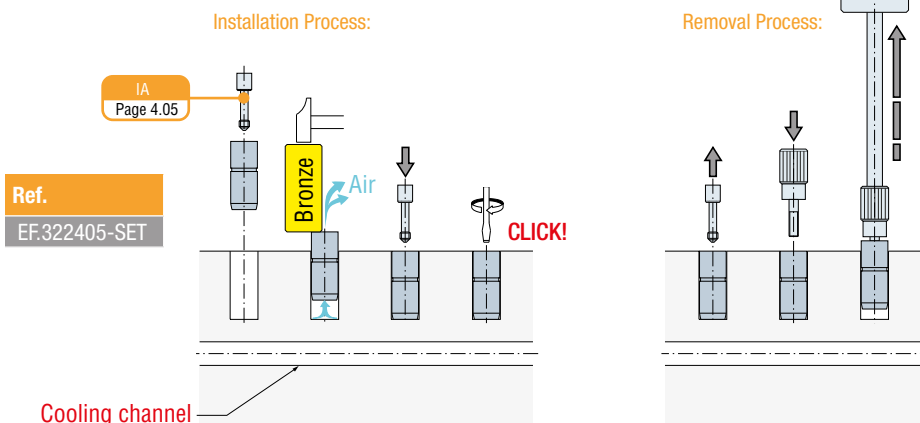 Installation Process:
Removal Process:
IA
Page 4.05
Bronze
Air
Ref.
EF.322405-SET
CLICK!
Cooling channel